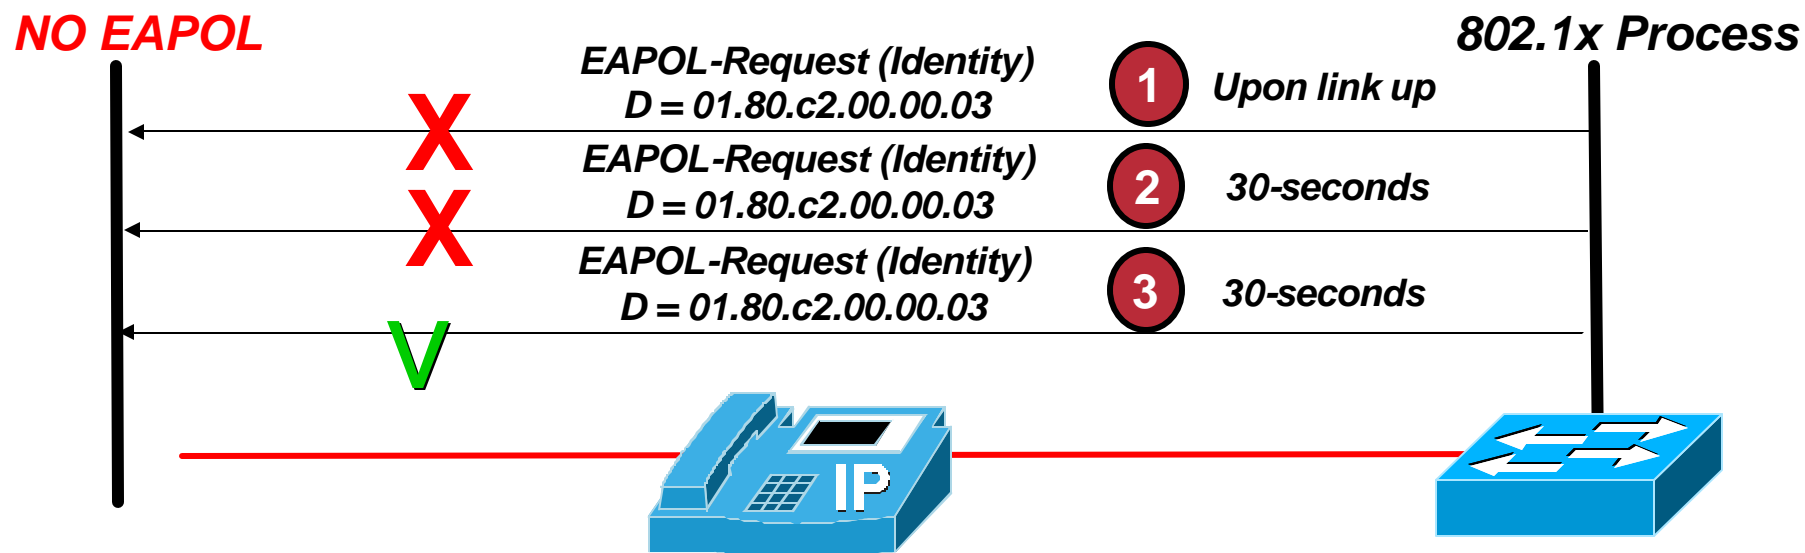 NO EAPOL
802.1x Process
EAPOL-Request (Identity)
D = 01.80.c2.00.00.03
1
Upon link up
X
EAPOL-Request (Identity)
D = 01.80.c2.00.00.03
2
30-seconds
X
EAPOL-Request (Identity)
D = 01.80.c2.00.00.03
3
30-seconds
V
IP